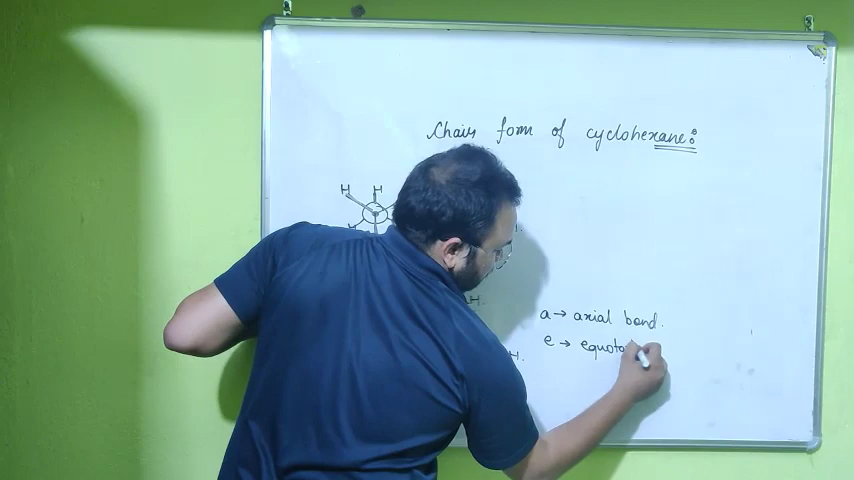 Chair form of cyclohexane:
H H
H
a → axial bond.
H.
e → equato